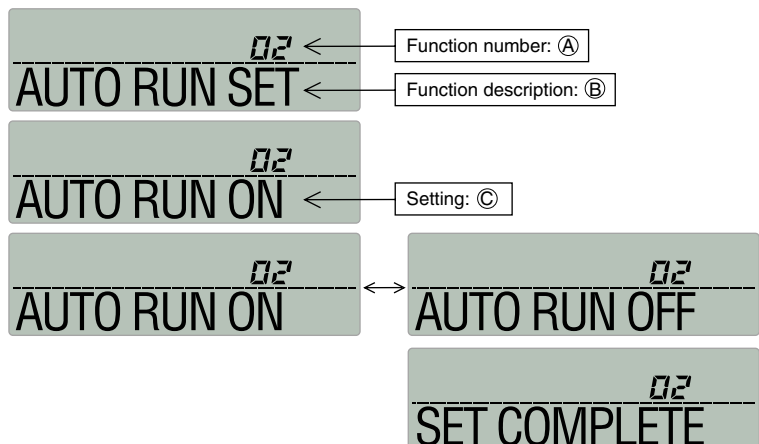 02
Function number: Ⓐ
AUTO RUN SET
Function description: Ⓑ
02
AUTO RUN ON
Setting: Ⓒ
02
AUTO RUN ON
02
AUTO RUN OFF
02
SET COMPLETE